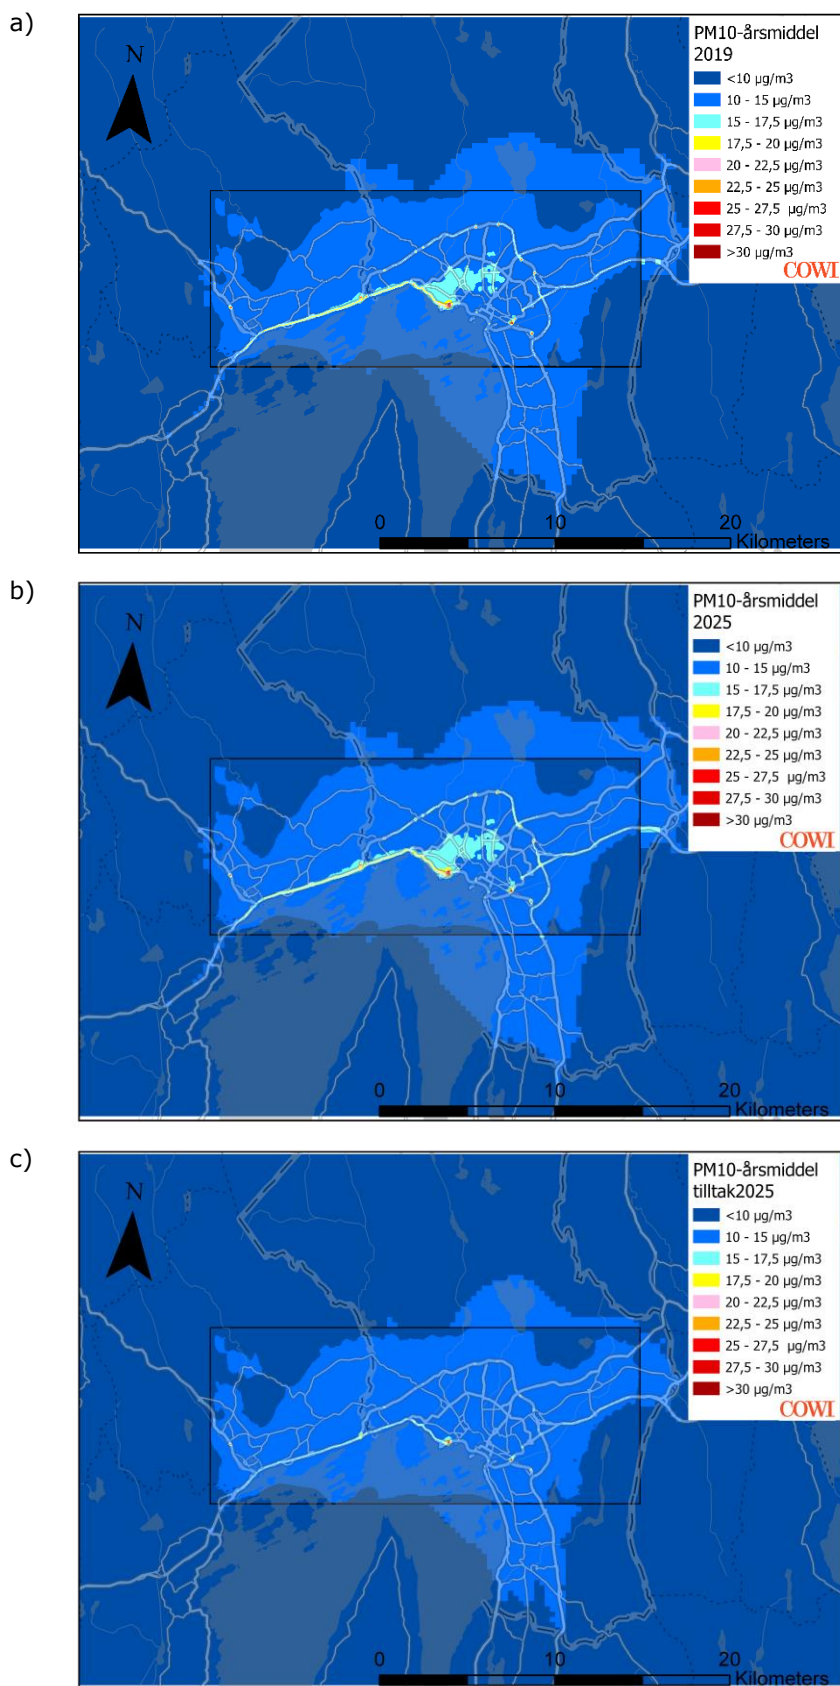 a)
PM10-årsmiddel
2019
<10 µg/m3
10 - 15 µg/m3
15 - 17,5 µg/m3
17,5 - 20 µg/m3
20 - 22,5 µg/m3
22,5 - 25 µg/m3
25 - 27,5 µg/m3
27,5 - 30 µg/m3
>30 µg/m3
COWI
N
0 10 20
Kilometers
b)
PM10-årsmiddel
2025
<10 µg/m3
10 - 15 µg/m3
15 - 17,5 µg/m3
17,5 - 20 µg/m3
20 - 22,5 µg/m3
22,5 - 25 µg/m3
25 - 27,5 µg/m3
27,5 - 30 µg/m3
>30 µg/m3
COWI
N
0 10 20
Kilometers
c)
PM10-årsmiddel
tilltak2025
<10 µg/m3
10 - 15 µg/m3
15 - 17,5 µg/m3
17,5 - 20 µg/m3
20 - 22,5 µg/m3
22,5 - 25 µg/m3
25 - 27,5 µg/m3
27,5 - 30 µg/m3
>30 µg/m3
COWI
N
0 10 20
Kilometers